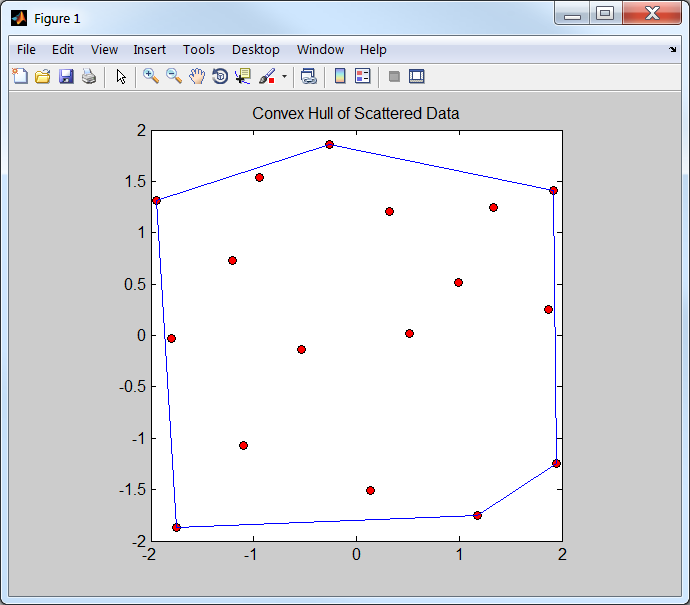 Figure 1
File Edit View Insert Tools Desktop Window Help
Convex Hull of Scattered Data
2
1.5
1
0.5
0
-0.5
-1
-1.5
-2
-2 -1 0 1 2